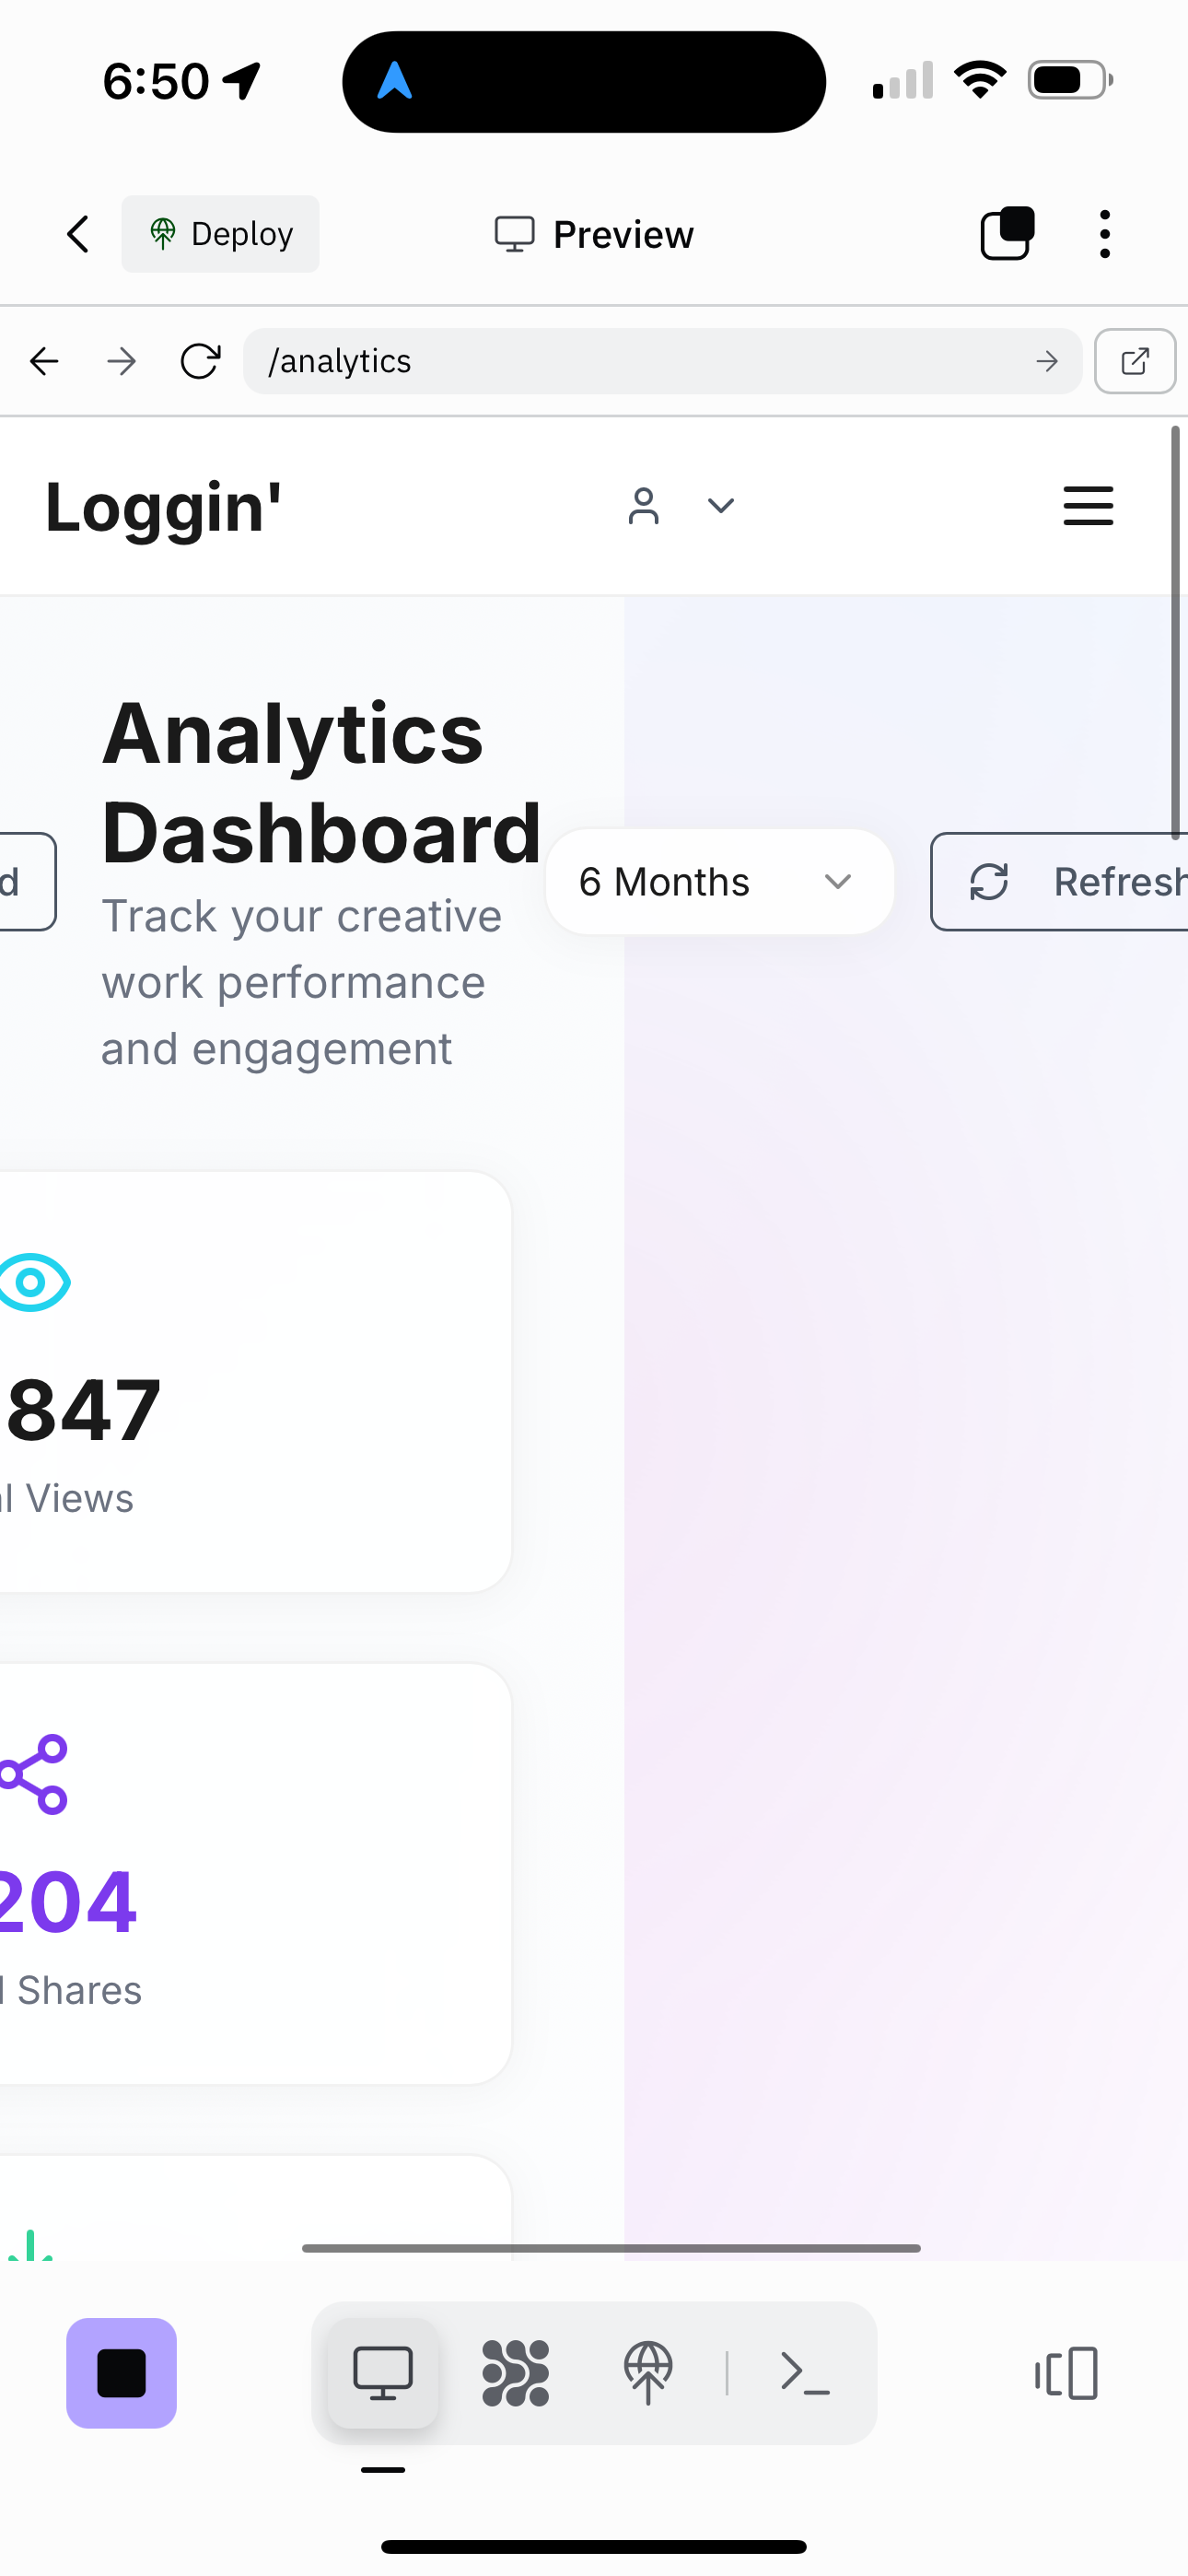 6:50
Deploy
Preview
/analytics
Loggin'
Analytics
Dashboard
d
6 Months
Refresh
Track your creative
work performance
and engagement
847
l Views
204
l Shares